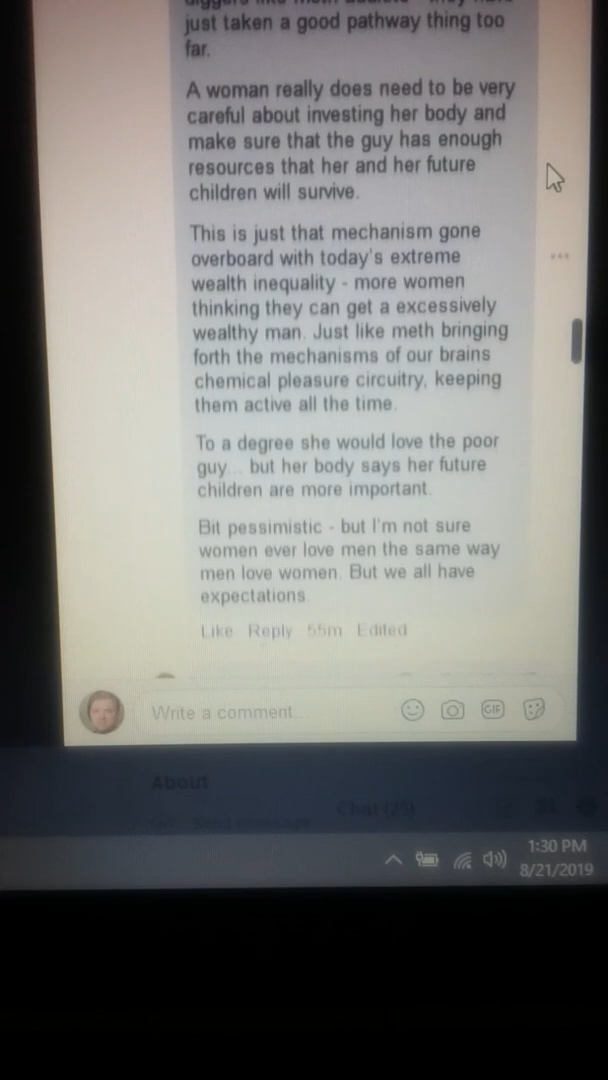 just taken a good pathway thing too
far.
A woman really does need to be very
careful about investing her body and
make sure that the guy has enough
resources that her and her future
children will survive.
This is just that mechanism gone
overboard with today's extreme
wealth inequality - more women
thinking they can get a excessively
wealthy man. Just like meth bringing
forth the mechanisms of our brains
chemical pleasure circuitry, keeping
them active all the time.
To a degree she would love the poor
guy... but her body says her future
children are more important.
Bit pessimistic - but I'm not sure
women ever love men the same way
men love women. But we all have
expectations.
Like Reply 55m Edited
Write a comment...
GIF
About
Chat (25)
1:30 PM
8/21/2019